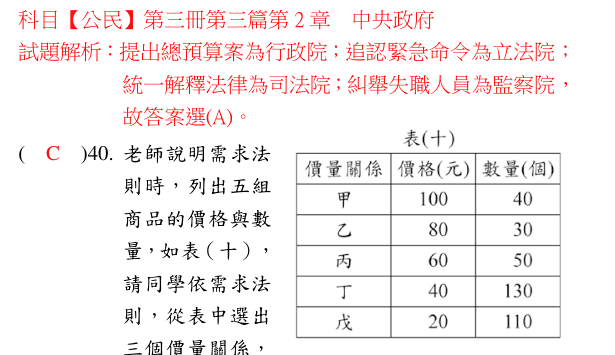 科目【公民】第三冊第三篇第 2 章　中央政府
試題解析：提出總預算案為行政院；追認緊急命令為立法院；
統一解釋法律為司法院；糾舉失職人員為監察院，
故答案選(A)。
(　C　)40. 老師說明需求法
則時，列出五組
商品的價格與數
量，如表（十），
請同學依需求法
則，從表中選出
三個價量關係，
表(十)
價量關係 價格(元) 數量(個)
甲 100 40
乙 80 30
丙 60 50
丁 40 130
戊 20 110